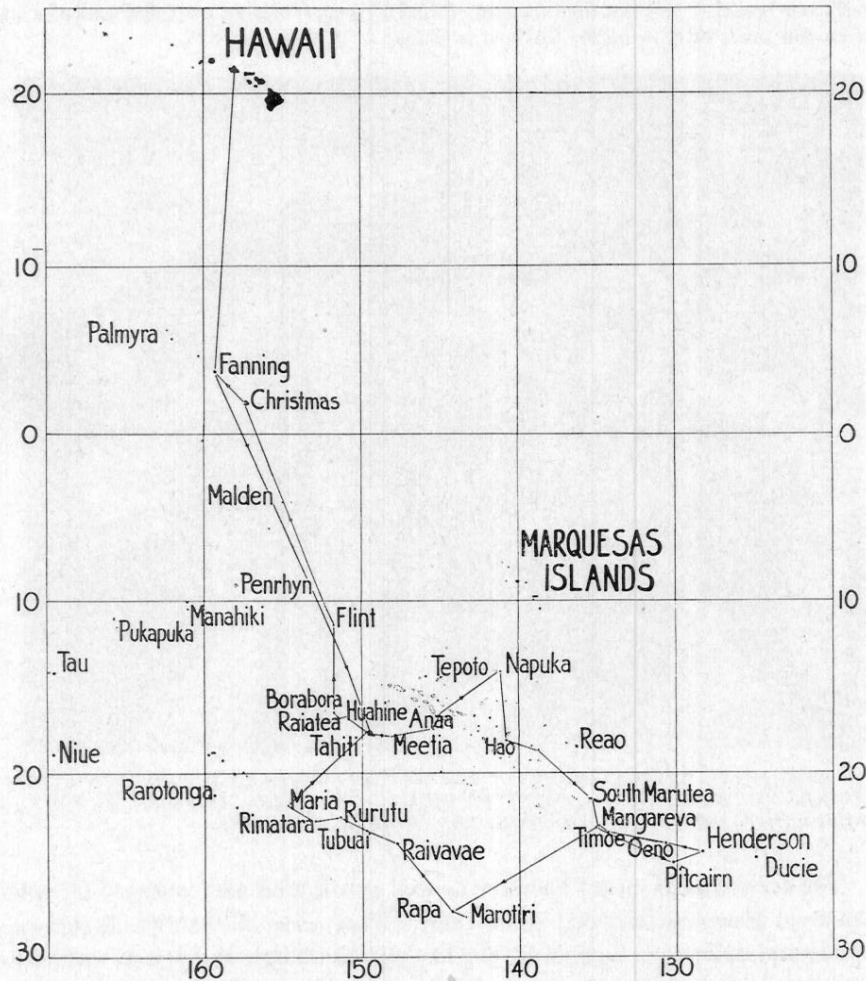 HAWAII
20 20
10 10
Palmyra
Fanning
Christmas
0 0
Malden
MARQUESAS
ISLANDS
Penrhyn
10 10
Manahiki
Flint
Pukapuka
Tau
Tepoto
Napuka
Borabora
Huahine
Raiatea
Anaa
Tahiti
Meetia
Hao
Reao
Niue
20 20
Rarotonga
Maria
South Marutea
Rimatara
Rurutu
Mangareva
Tubuai
Timoe
Oeno
Henderson
Raivavae
Pitcairn
Ducie
Rapa
Marotiri
30 30
160 150 140 130